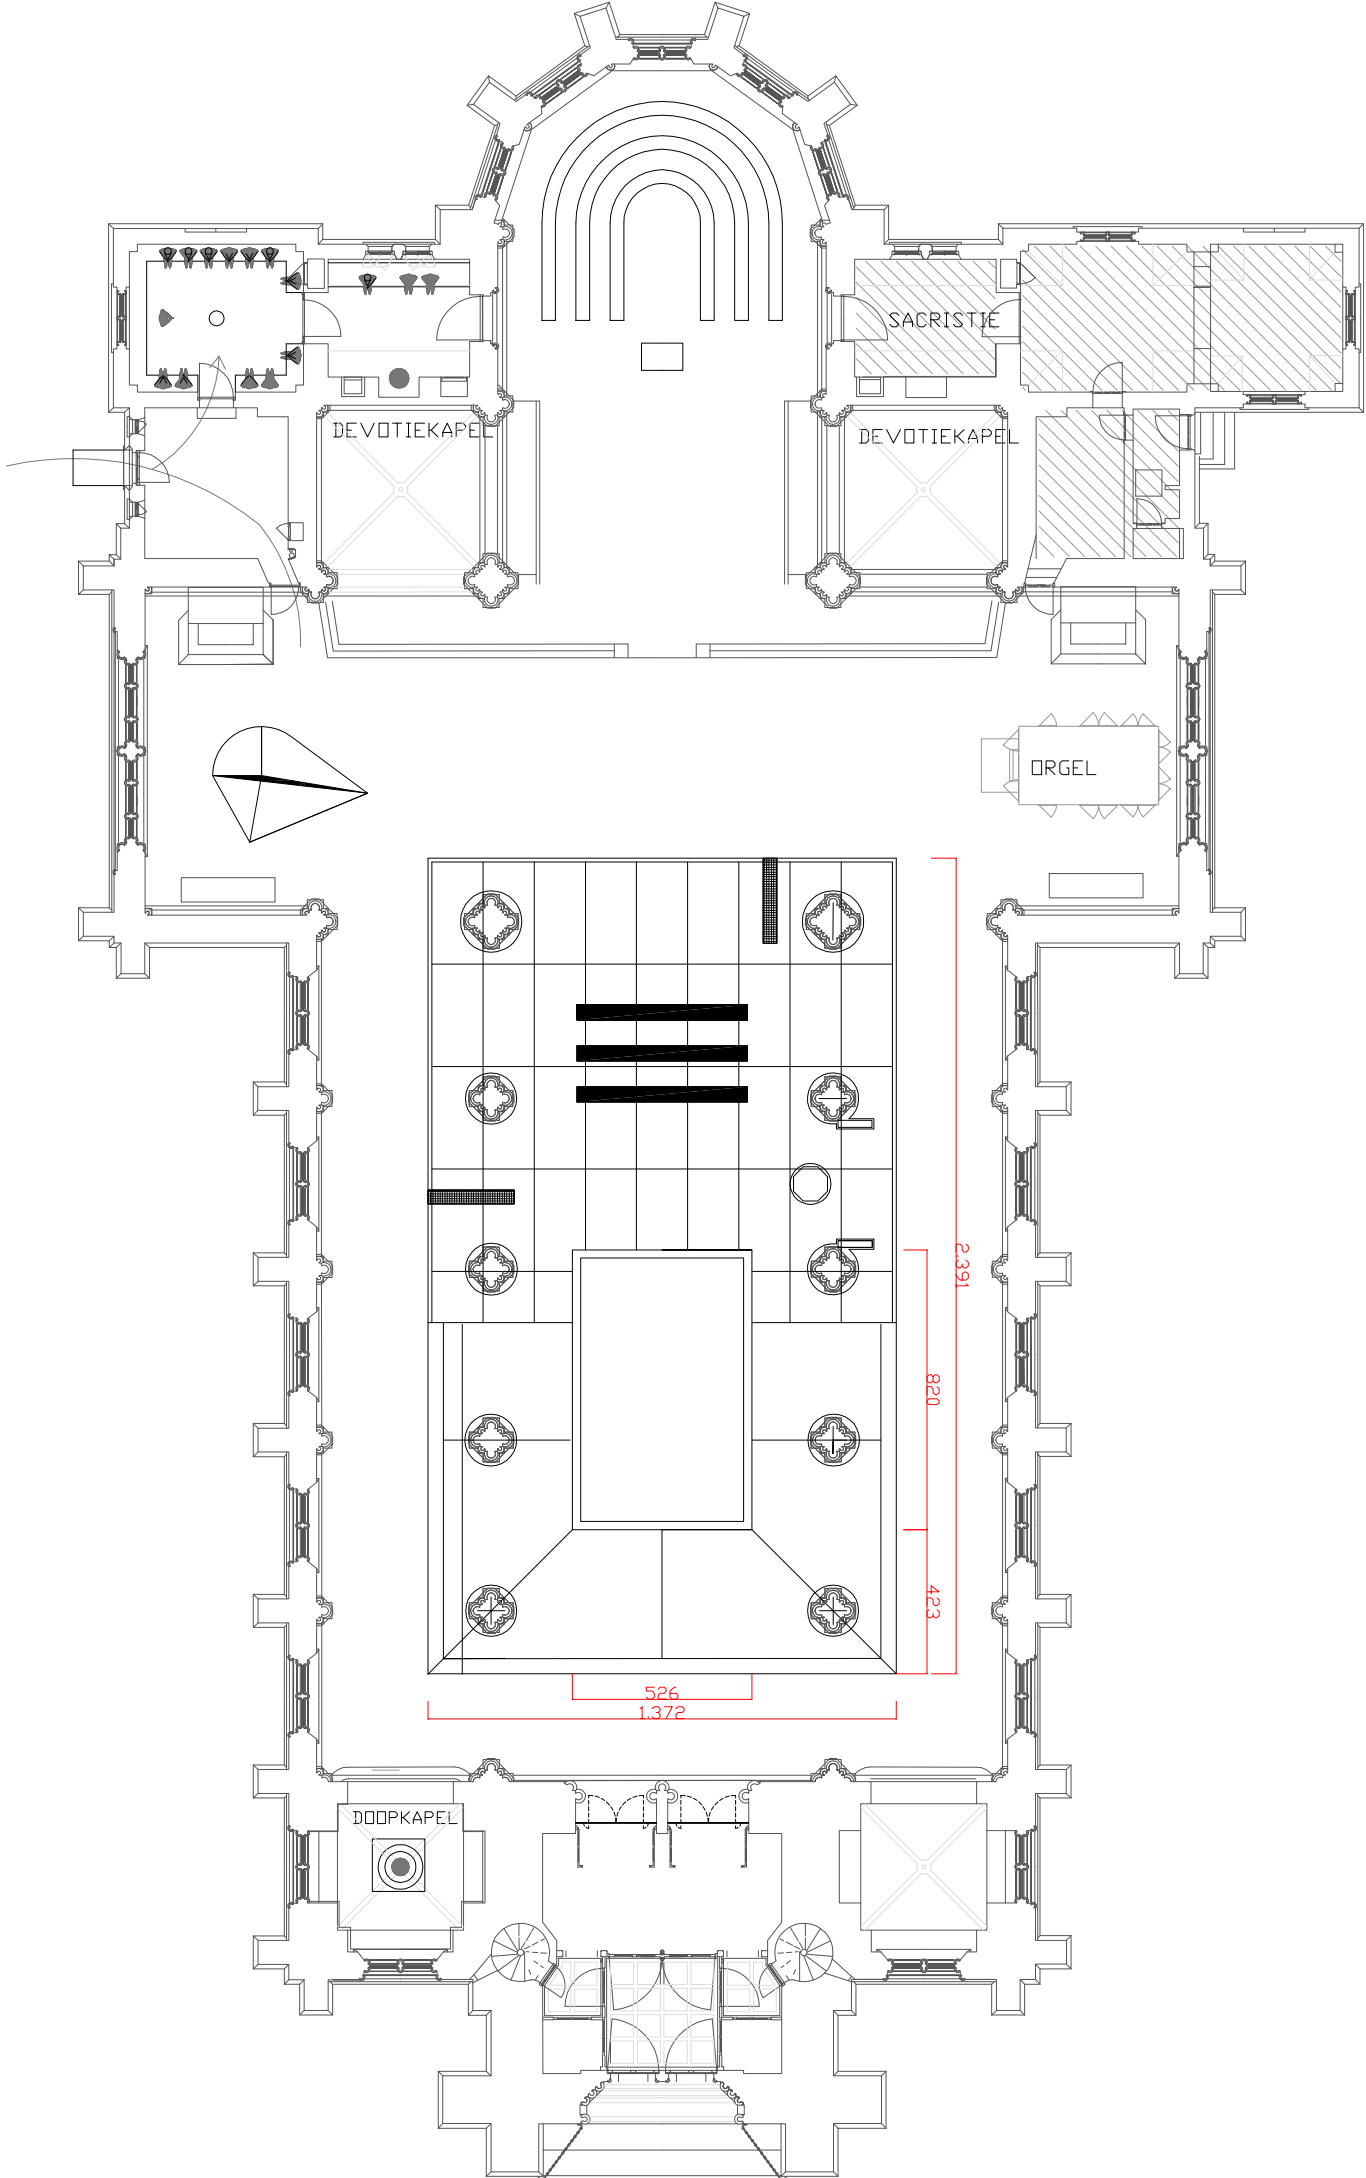 SACRISTIE
DEVOTIEKAPEL
DEVOTIEKAPEL
ORGEL
2.391
820
423
526
1.372
DOOPKAPEL